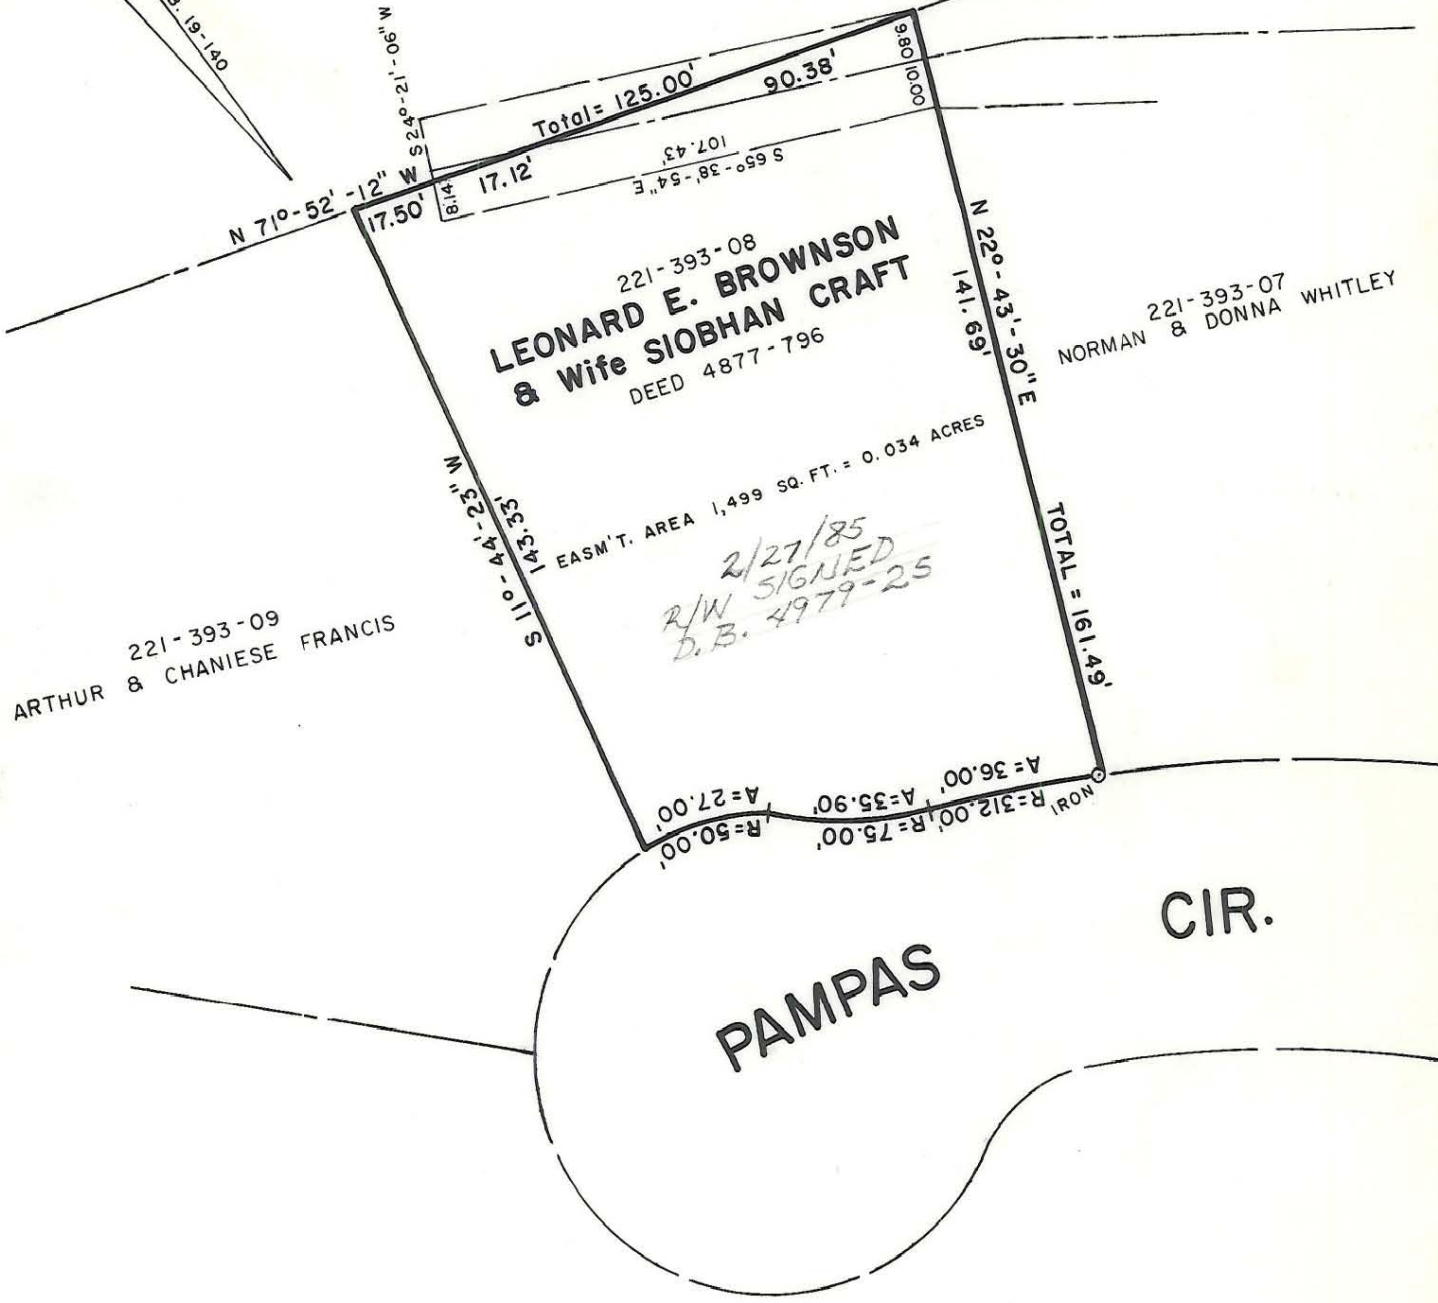 B. 19-140
S 24°-21'-06" W
N 71°-52'-12" W
Total = 125.00'
90.38'
9.80
10.00
17.50'
8.14
17.12'
107.43'
S 65°-38'-54" E
221-393-08
LEONARD E. BROWNSON
& Wife SIOBHAN CRAFT
DEED 4877-796
N 22°-43'-30" E
141.69'
221-393-07
NORMAN & DONNA WHITLEY
S 11°-44'-23" W
143.33'
EASM'T. AREA 1,499 SQ. FT. = 0.034 ACRES
2/27/85
R/W SIGNED
D.B. 4979-25
TOTAL = 161.49'
221-393-09
ARTHUR & CHANIESE FRANCIS
A=27.00'
R=50.00'
A=35.90'
R=75.00'
A=36.00'
R=312.00'
IRON
PAMPAS CIR.